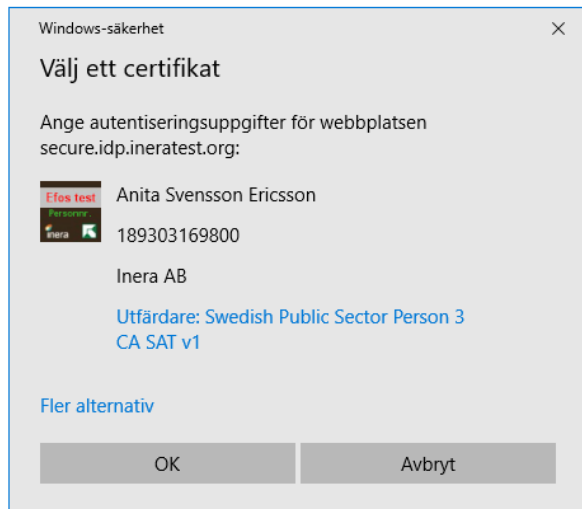 Windows-säkerhet
Välj ett certifikat
Ange autentiseringsuppgifter för webbplatsen
secure.idp.ineratest.org:
Efos test
Personnr.
inera
Anita Svensson Ericsson
189303169800
Inera AB
Utfärdare: Swedish Public Sector Person 3
CA SAT v1
Fler alternativ
OK
Avbryt